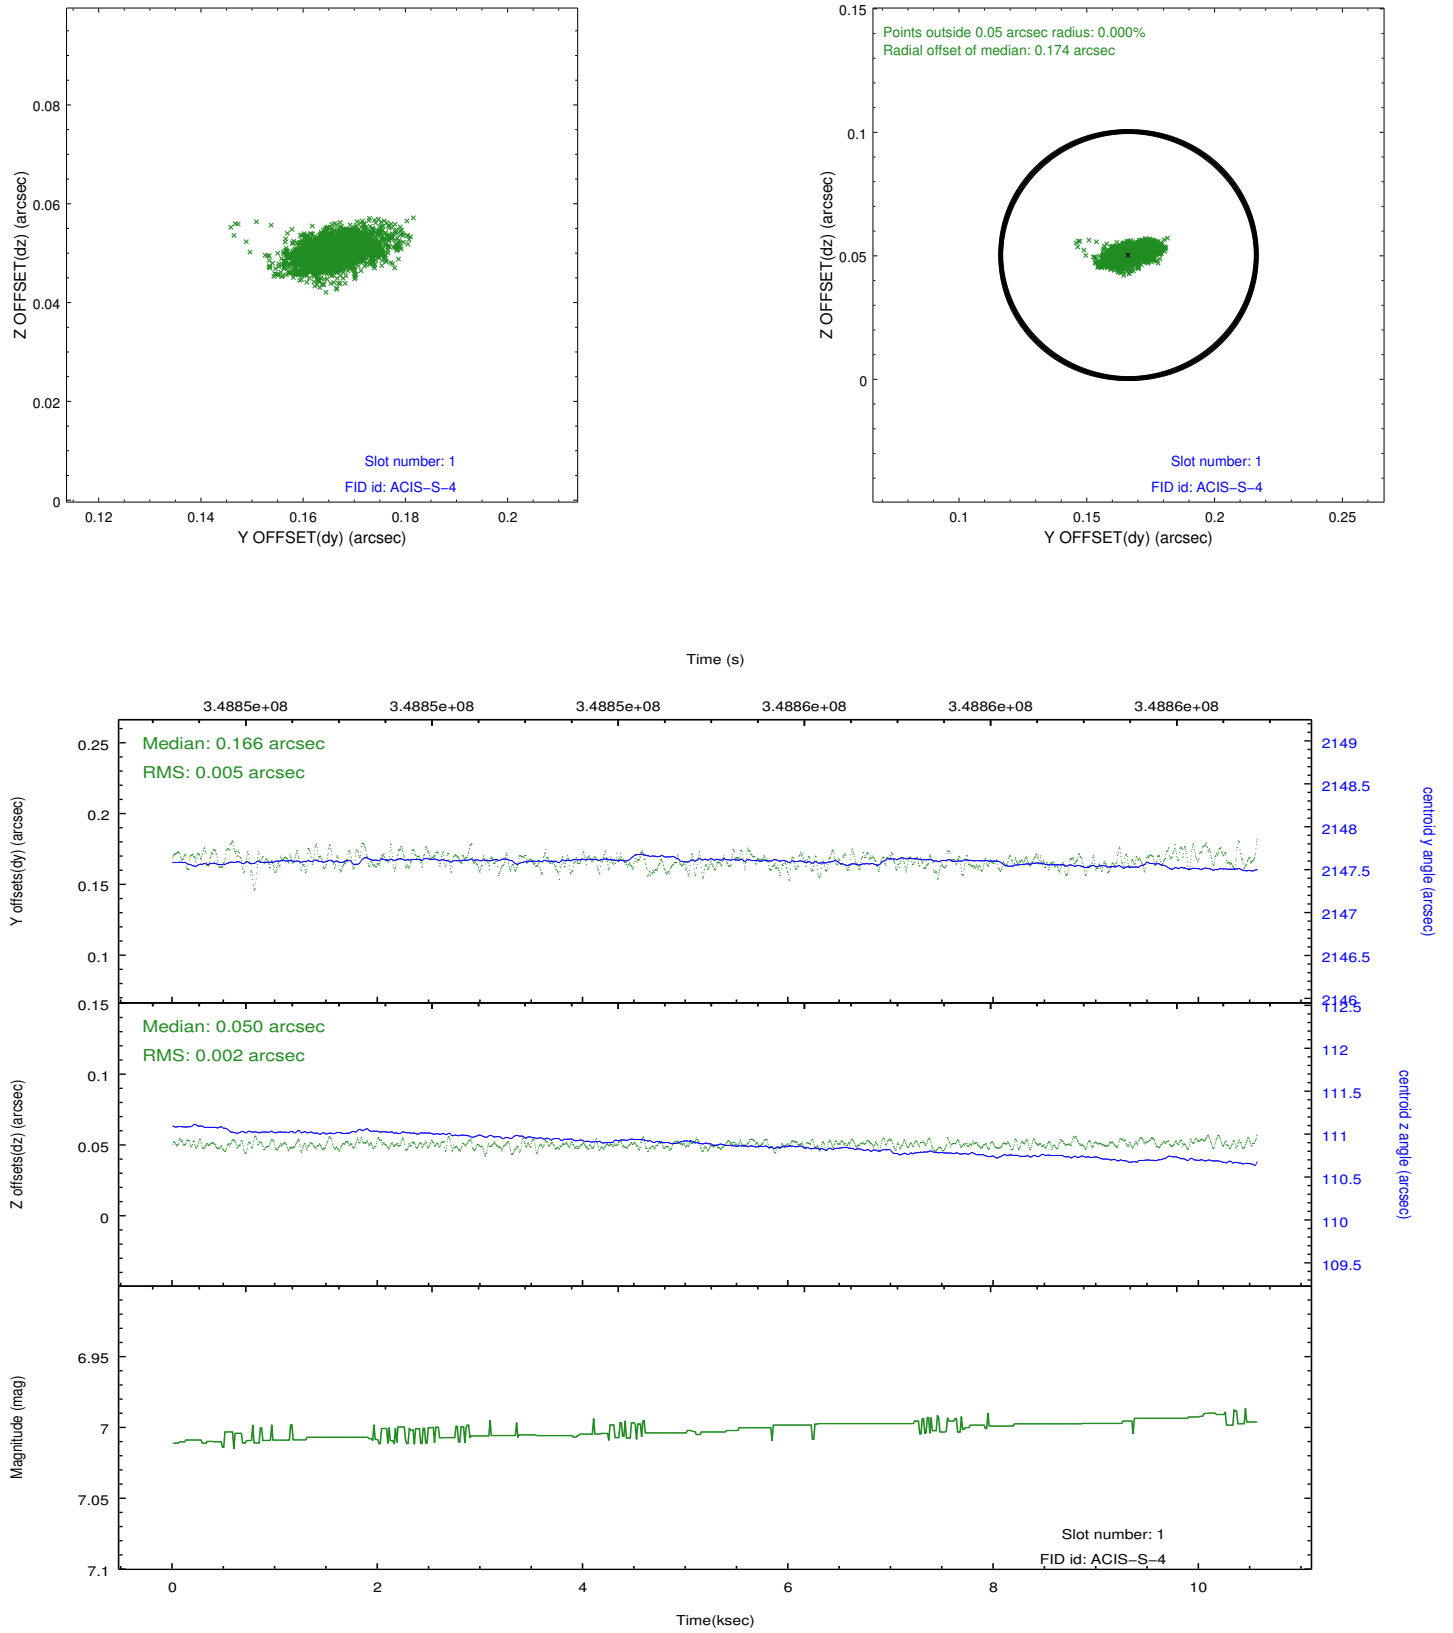 0.08
0.06
0.04
0.02
0
Z OFFSET(dz) (arcsec)
Slot number: 1
FID id: ACIS−S−4
0.12 0.14 0.16 0.18 0.2
Y OFFSET(dy) (arcsec)
0.15
0.1
0.05
0
Z OFFSET(dz) (arcsec)
Points outside 0.05 arcsec radius: 0.000%
Radial offset of median: 0.174 arcsec
Slot number: 1
FID id: ACIS−S−4
0.1 0.15 0.2 0.25
Y OFFSET(dy) (arcsec)
Time (s)
3.4885e+08 3.4885e+08 3.4885e+08 3.4886e+08 3.4886e+08 3.4886e+08
0.25
0.2
0.15
0.1
Y offsets(dy) (arcsec)
Median: 0.166 arcsec
RMS: 0.005 arcsec
2149
2148.5
2148
2147.5
2147
2146.5
2146
centroid y angle (arcsec)
0.15
0.1
0.05
0
Z offsets(dz) (arcsec)
Median: 0.050 arcsec
RMS: 0.002 arcsec
112.5
112
111.5
111
110.5
110
109.5
centroid z angle (arcsec)
6.95
7
7.05
7.1
Magnitude (mag)
Slot number: 1
FID id: ACIS−S−4
0 2 4 6 8 10
Time(ksec)